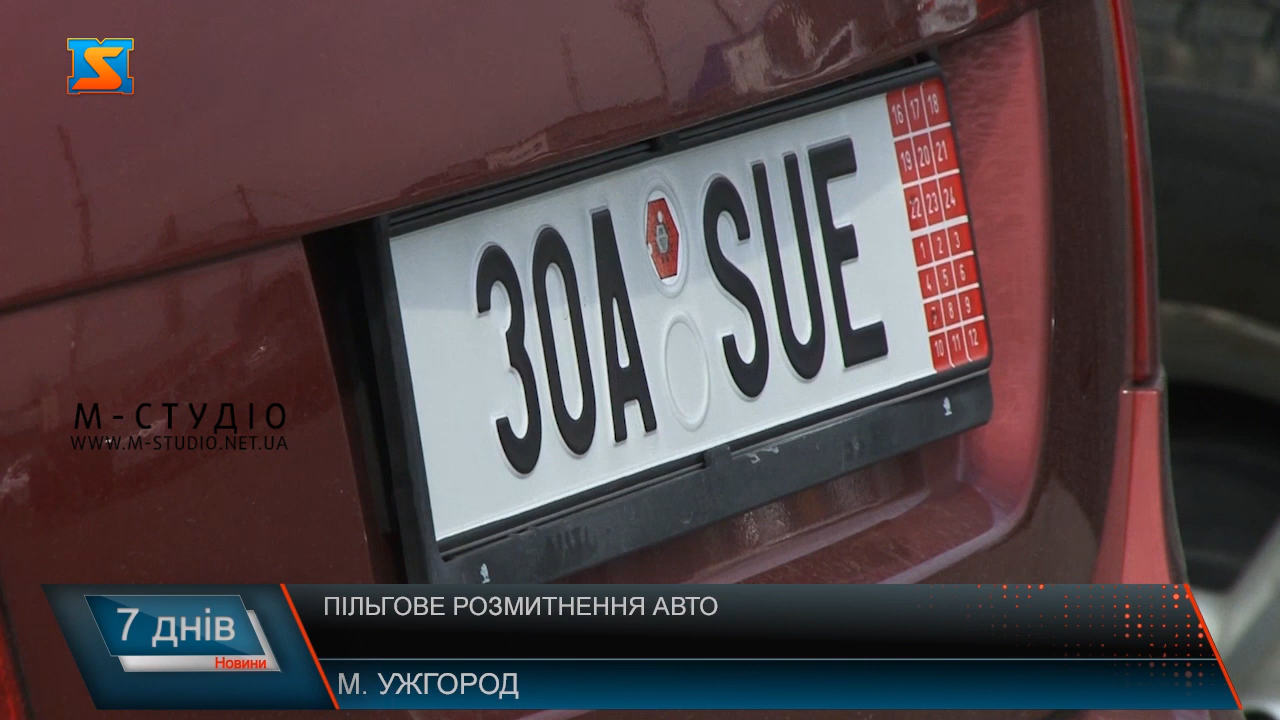 30A SUE
16 17 18
19 20 21
22 23 24
1 2 3
4 5 6
7 8 9
10 11 12
М-СТУДІО
WWW.M-STUDIO.NET.UA
7 днів
Новини
ПІЛЬГОВЕ РОЗМИТНЕННЯ АВТО
М. УЖГОРОД